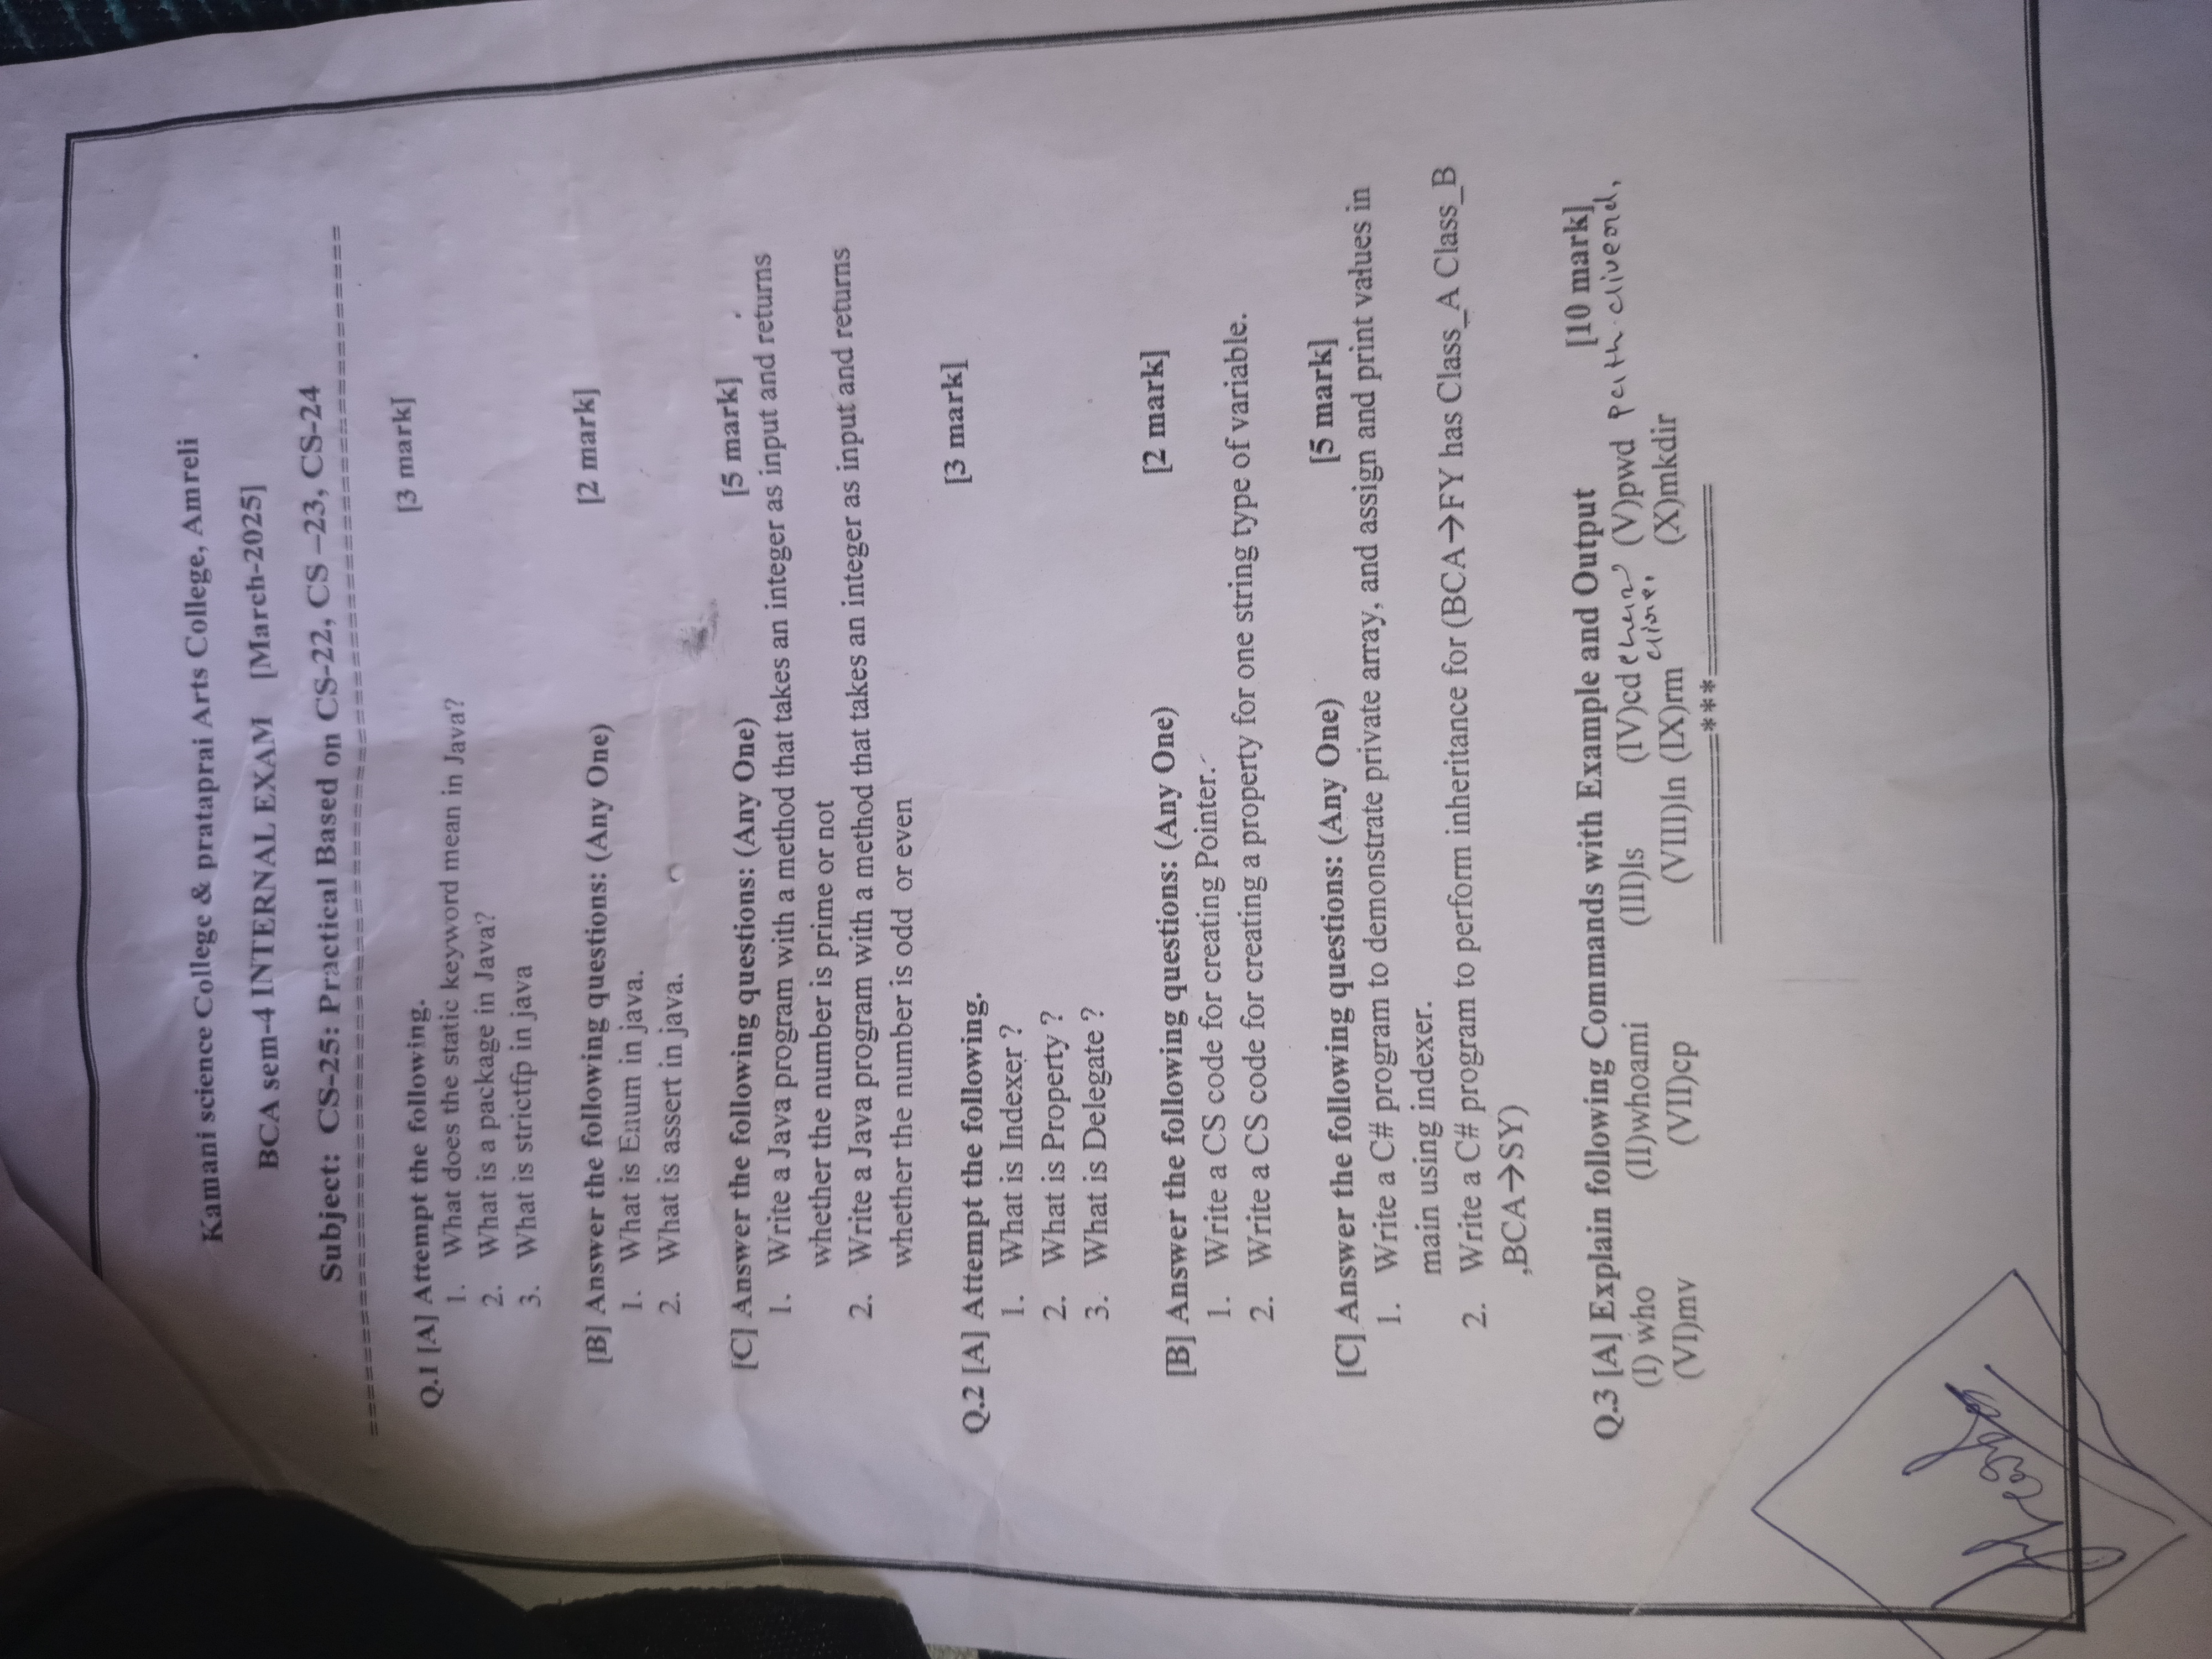 Kamani science College & prataprai Arts College, Amreli
BCA sem-4 INTERNAL EXAM [March-2025]
Subject: CS-25: Practical Based on CS-22, CS –23, CS-24
==================================================================
Q.1 [A] Attempt the following. [3 mark]
1. What does the static keyword mean in Java?
2. What is a package in Java?
3. What is strictfp in java
[B] Answer the following questions: (Any One) [2 mark]
1. What is Enum in java.
2. What is assert in java.
[C] Answer the following questions: (Any One) [5 mark]
1. Write a Java program with a method that takes an integer as input and returns
whether the number is prime or not
2. Write a Java program with a method that takes an integer as input and returns
whether the number is odd or even
Q.2 [A] Attempt the following. [3 mark]
1. What is Indexer ?
2. What is Property ?
3. What is Delegate ?
[B] Answer the following questions: (Any One) [2 mark]
1. Write a CS code for creating Pointer.
2. Write a CS code for creating a property for one string type of variable.
[C] Answer the following questions: (Any One) [5 mark]
1. Write a C# program to demonstrate private array, and assign and print values in
main using indexer.
2. Write a C# program to perform inheritance for (BCA→FY has Class_A Class_B
,BCA→SY)
Q.3 [A] Explain following Commands with Example and Output [10 mark]
(I) who (II)whoami (III)ls (IV)cd (V)pwd path
(VI)mv (VII)cp (VIII)ln (IX)rm (X)mkdir
==========***==========